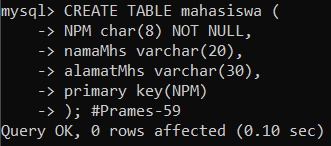 mysql> CREATE TABLE mahasiswa (
    -> NPM char(8) NOT NULL,
    -> namaMhs varchar(20),
    -> alamatMhs varchar(30),
    -> primary key(NPM)
    -> ); #Prames-59
Query OK, 0 rows affected (0.10 sec)